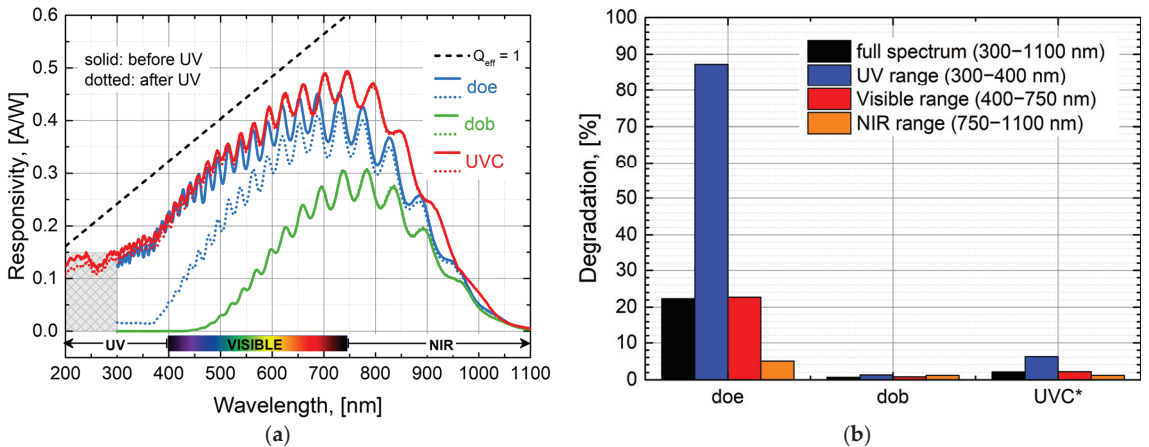 solid: before UV
dotted: after UV
Q_eff = 1
doe
dob
UVC
Responsivity, [A/W]
0.6
0.5
0.4
0.3
0.2
0.1
0.0
UV
VISIBLE
NIR
200 300 400 500 600 700 800 900 1000 1100
Wavelength, [nm]
(a)
full spectrum (300−1100 nm)
UV range (300−400 nm)
Visible range (400−750 nm)
NIR range (750−1100 nm)
Degradation, [%]
100
90
80
70
60
50
40
30
20
10
0
doe dob UVC*
(b)